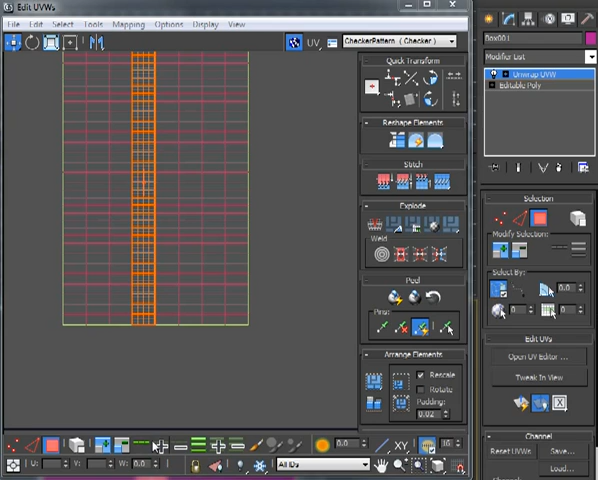 Edit UVWs
File Edit Select Tools Mapping Options Display View
UV CheckerPattern ( Checker )
Quick Transform
Reshape Elements
Stitch
Explode
Weld
Peel
Pins:
Arrange Elements
Rescale
Rotate
Padding:
0.02
0.0 XY 16
U: V: W: 0.0 All IDs
Box001
Modifier List
Unwrap UVW
Editable Poly
Selection
Modify Selection:
Select By:
0.0
0 0
Edit UVs
Open UV Editor ...
Tweak In View
Channel
Reset UVWs Save...
Load...